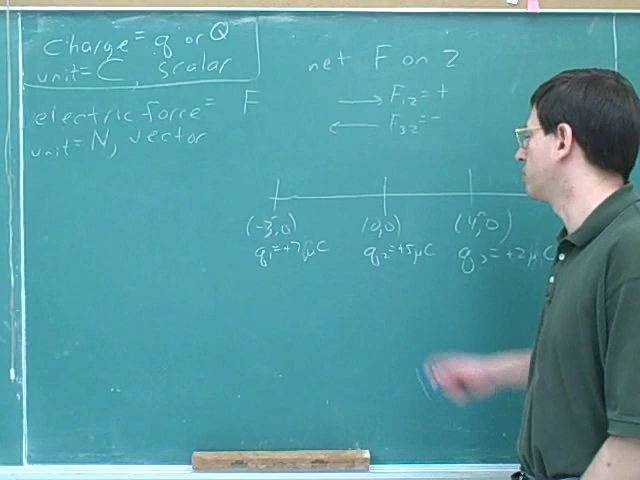 Charge = q or Q
unit = C, scalar
electric force = F
unit = N, vector
net F on 2
→ F12 = +
← F32 = -
(-3,0) (0,0) (4,0)
q1 = +7μC q2 = +5μC q3 = +2μC